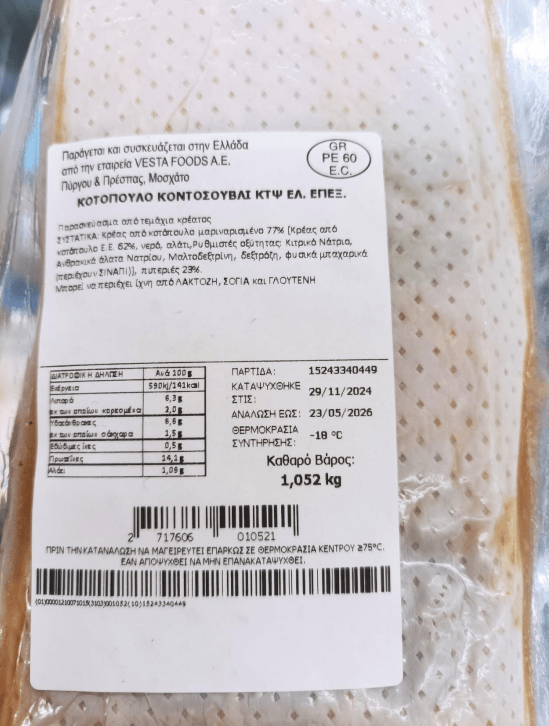 Παράγεται και συσκευάζεται στην Ελλάδα
από την εταιρεία VESTA FOODS A.E.
Πύργου & Πρέσπας, Μοσχάτο
GR
PE 60
E.C.
ΚΟΤΟΠΟΥΛΟ ΚΟΝΤΟΣΟΥΒΛΙ ΚΤΨ ΕΛ. ΕΠΕΞ.
Παρασκεύασμα από τεμάχια κρέατος
ΣΥΣΤΑΤΙΚΑ: Κρέας από κοτόπουλο μαριναρισμένο 77% [Κρέας από
κοτόπουλο Ε.Ε. 62%, νερό, αλάτι,Ρυθμιστές οξύτητας: Κιτρικό Νάτριο,
Ανθρακικά άλατα Νατρίου, Μαλτοδεξτρίνη, δεξτρόζη, φυσικά μπαχαρικά
(περιέχουν ΣΙΝΑΠΙ)], πιπεριές 23%.
Μπορεί να περιέχει ίχνη από ΛΑΚΤΟΖΗ, ΣΟΓΙΑ και ΓΛΟΥΤΕΝΗ
ΔΙΑΤΡΟΦΙΚΗ ΔΗΛΩΣΗ Ανά 100g
Ενέργεια 590kj/141kcal
Λιπαρά 6,3g
εκ των οποίων κορεσμένα 2,0g
Υδατάνθρακες 6,6g
εκ των οποίων σάκχαρα 1,5g
Εδώδιμες ίνες 0,5g
Πρωτεΐνες 14,1g
Αλάτι 1,09g
ΠΑΡΤΙΔΑ: 15243340449
ΚΑΤΑΨΥΧΘΗΚΕ
ΣΤΙΣ: 29/11/2024
ΑΝΑΛΩΣΗ ΕΩΣ: 23/05/2026
ΘΕΡΜΟΚΡΑΣΙΑ
ΣΥΝΤΗΡΗΣΗΣ: -18 °C
Καθαρό Βάρος:
1,052 kg
2 717606 010521
ΠΡΙΝ ΤΗΝ ΚΑΤΑΝΑΛΩΣΗ ΝΑ ΜΑΓΕΙΡΕΥΤΕΙ ΕΠΑΡΚΩΣ ΣΕ ΘΕΡΜΟΚΡΑΣΙΑ ΚΕΝΤΡΟΥ ≥75°C.
ΕΑΝ ΑΠΟΨΥΧΘΕΙ ΝΑ ΜΗΝ ΕΠΑΝΑΚΑΤΑΨΥΧΘΕΙ.